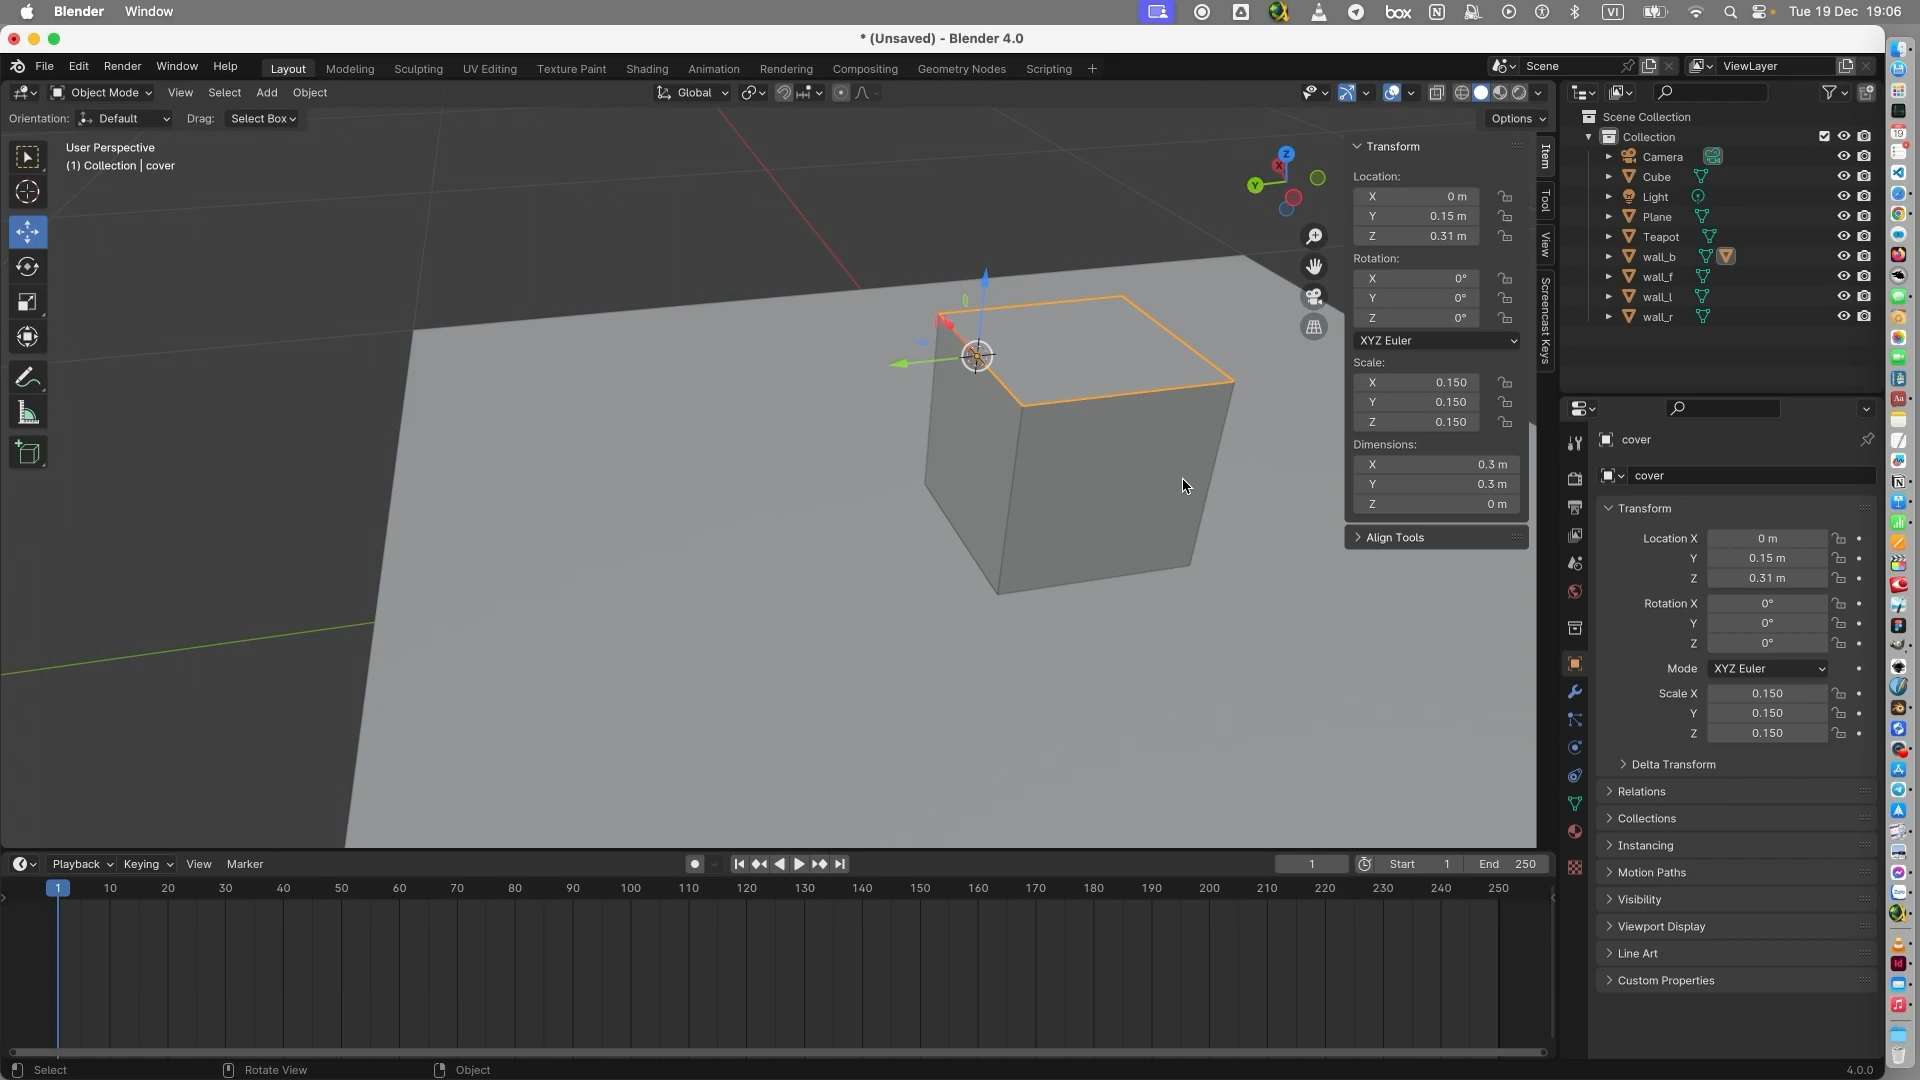 Blender Window VI Tue 19 Dec 19:06
* (Unsaved) - Blender 4.0
File Edit Render Window Help Layout Modeling Sculpting UV Editing Texture Paint Shading Animation Rendering Compositing Geometry Nodes Scripting + Scene ViewLayer
Object Mode View Select Add Object Global
Orientation: Default Drag: Select Box Options
User Perspective
(1) Collection | cover
Z
X
Y
Transform
Location:
X 0 m
Y 0.15 m
Z 0.31 m
Rotation:
X 0°
Y 0°
Z 0°
XYZ Euler
Scale:
X 0.150
Y 0.150
Z 0.150
Dimensions:
X 0.3 m
Y 0.3 m
Z 0 m
Align Tools
Item
Tool
View
Screencast Keys
Scene Collection
Collection
Camera
Cube
Light
Plane
Teapot
wall_b
wall_f
wall_l
wall_r
cover
cover
Transform
Location X 0 m
Y 0.15 m
Z 0.31 m
Rotation X 0°
Y 0°
Z 0°
Mode XYZ Euler
Scale X 0.150
Y 0.150
Z 0.150
Delta Transform
Relations
Collections
Instancing
Motion Paths
Visibility
Viewport Display
Line Art
Custom Properties
Playback Keying View Marker 1 Start 1 End 250
1 10 20 30 40 50 60 70 80 90 100 110 120 130 140 150 160 170 180 190 200 210 220 230 240 250
Select Rotate View Object 4.0.0